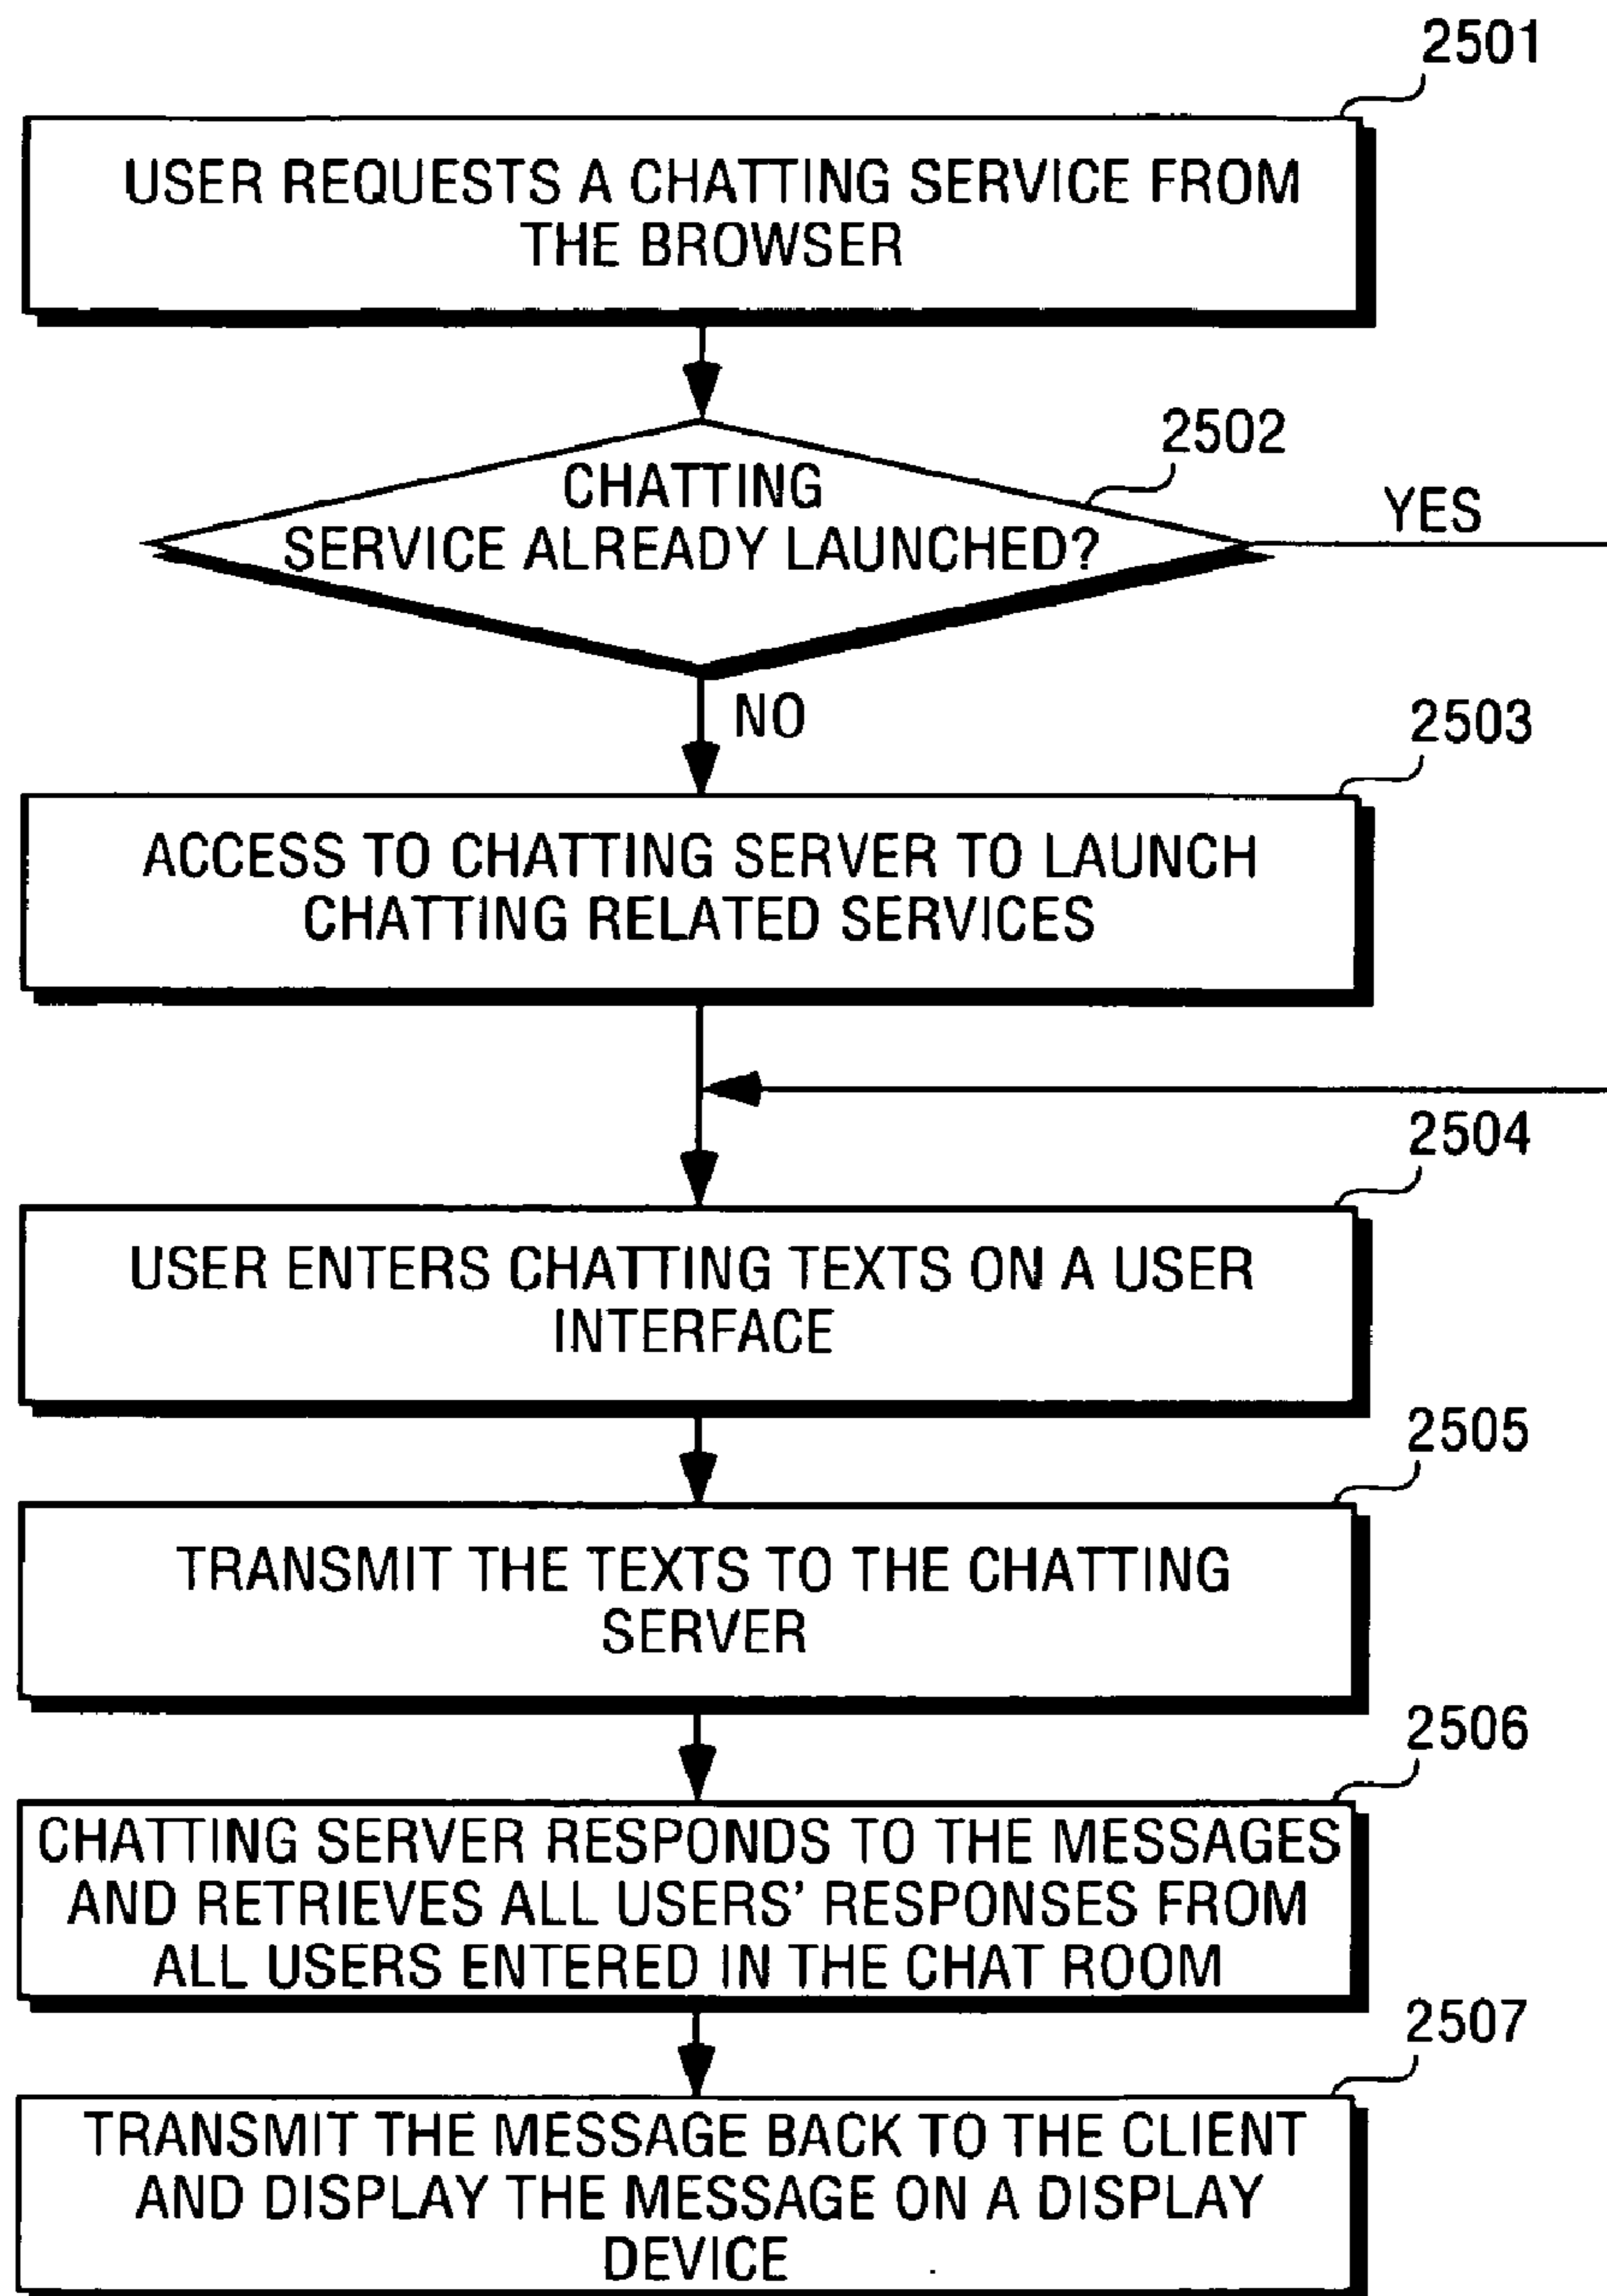 2501
USER REQUESTS A CHATTING SERVICE FROM
THE BROWSER
2502
CHATTING
SERVICE ALREADY LAUNCHED?
YES
NO
2503
ACCESS TO CHATTING SERVER TO LAUNCH
CHATTING RELATED SERVICES
2504
USER ENTERS CHATTING TEXTS ON A USER
INTERFACE
2505
TRANSMIT THE TEXTS TO THE CHATTING
SERVER
2506
CHATTING SERVER RESPONDS TO THE MESSAGES
AND RETRIEVES ALL USERS’ RESPONSES FROM
ALL USERS ENTERED IN THE CHAT ROOM
2507
TRANSMIT THE MESSAGE BACK TO THE CLIENT
AND DISPLAY THE MESSAGE ON A DISPLAY
DEVICE